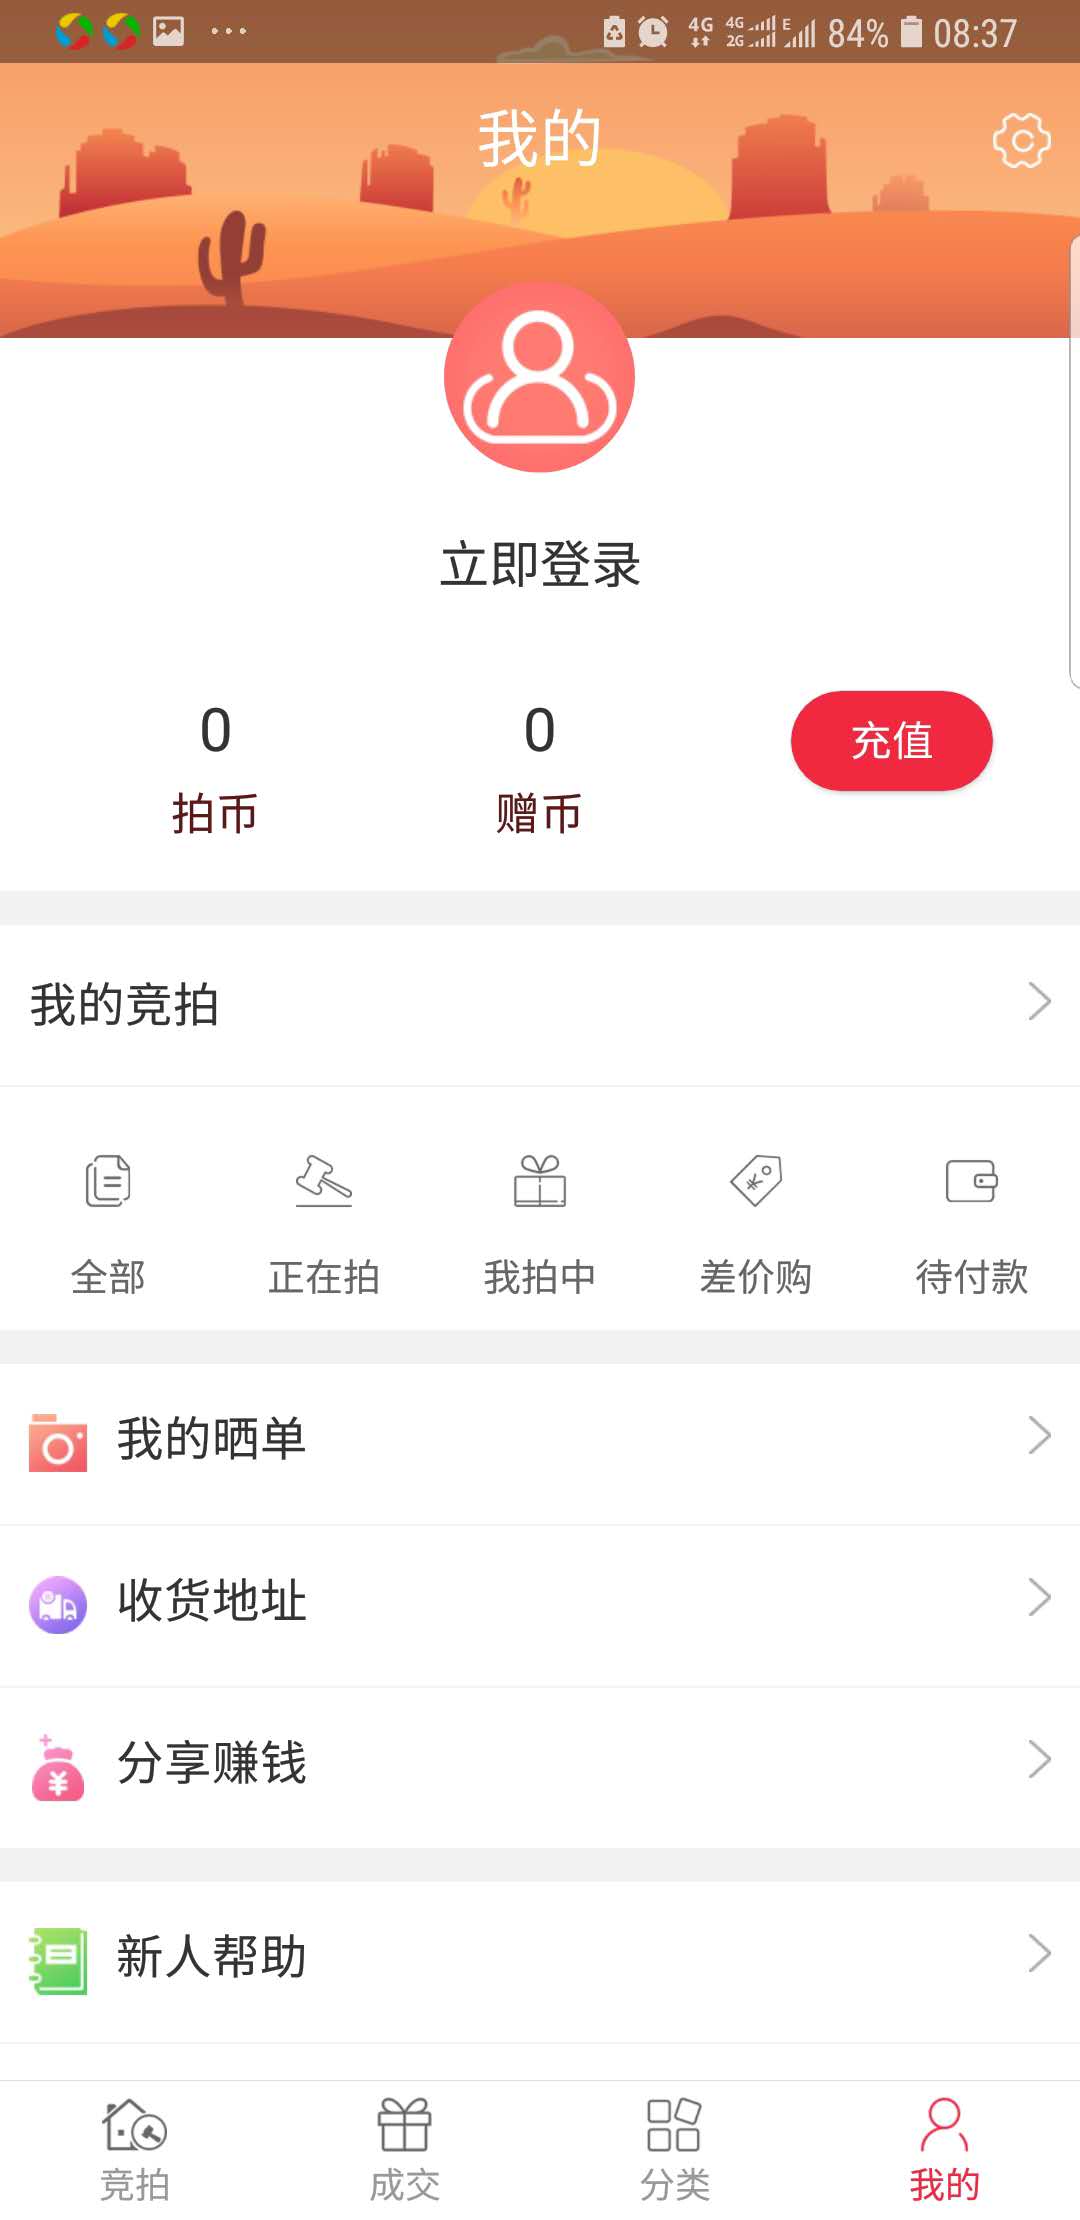 4G 4G 2G E 84% 08:37
我的
立即登录
0 0 充值
拍币 赠币
我的竞拍
全部 正在拍 我拍中 差价购 待付款
我的晒单
收货地址
分享赚钱
新人帮助
竞拍 成交 分类 我的